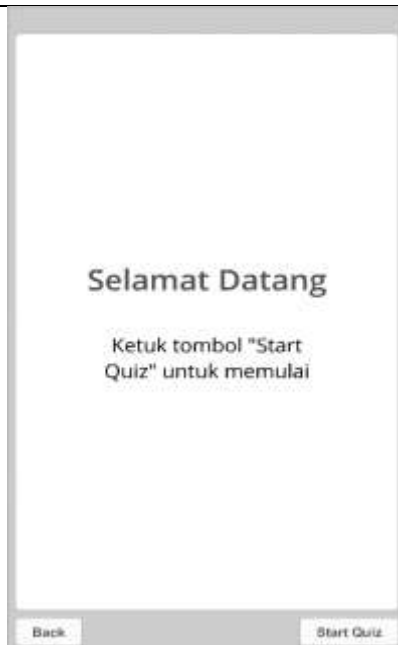 Selamat Datang
Ketuk tombol "Start
Quiz" untuk memulai
Back
Start Quiz